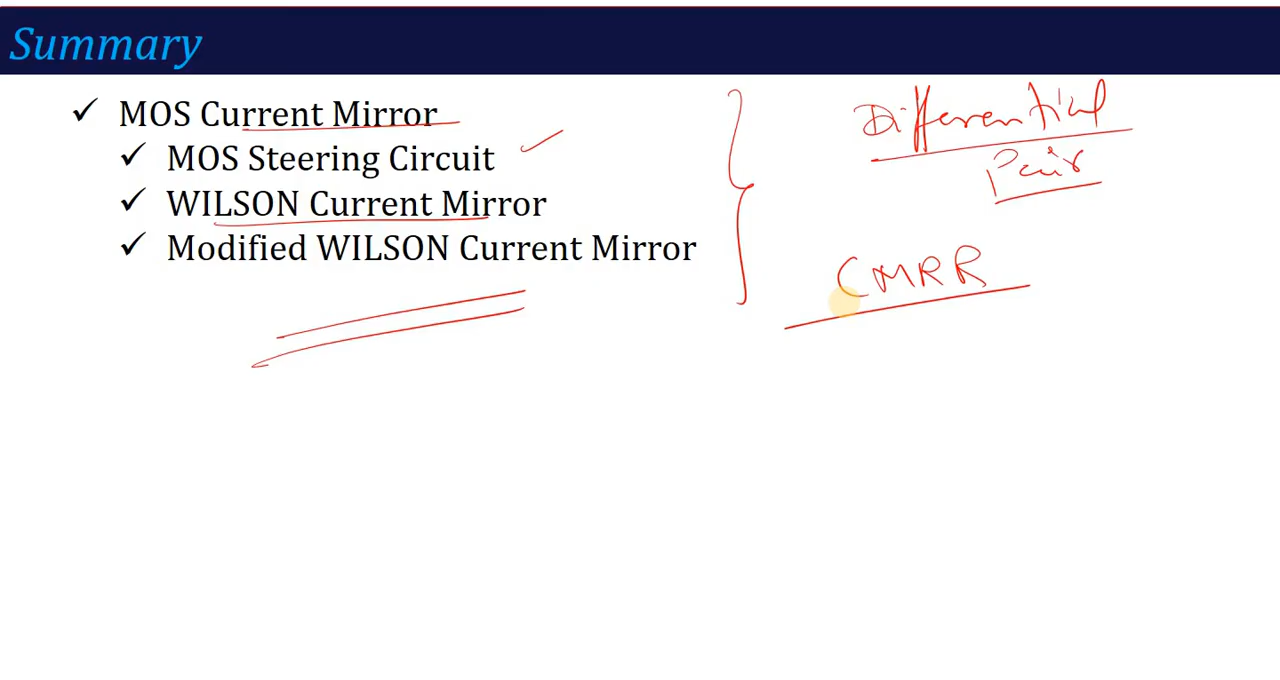 Summary
✓ MOS Current Mirror
✓ MOS Steering Circuit
✓ WILSON Current Mirror
✓ Modified WILSON Current Mirror
Differential
Pair
CMRR